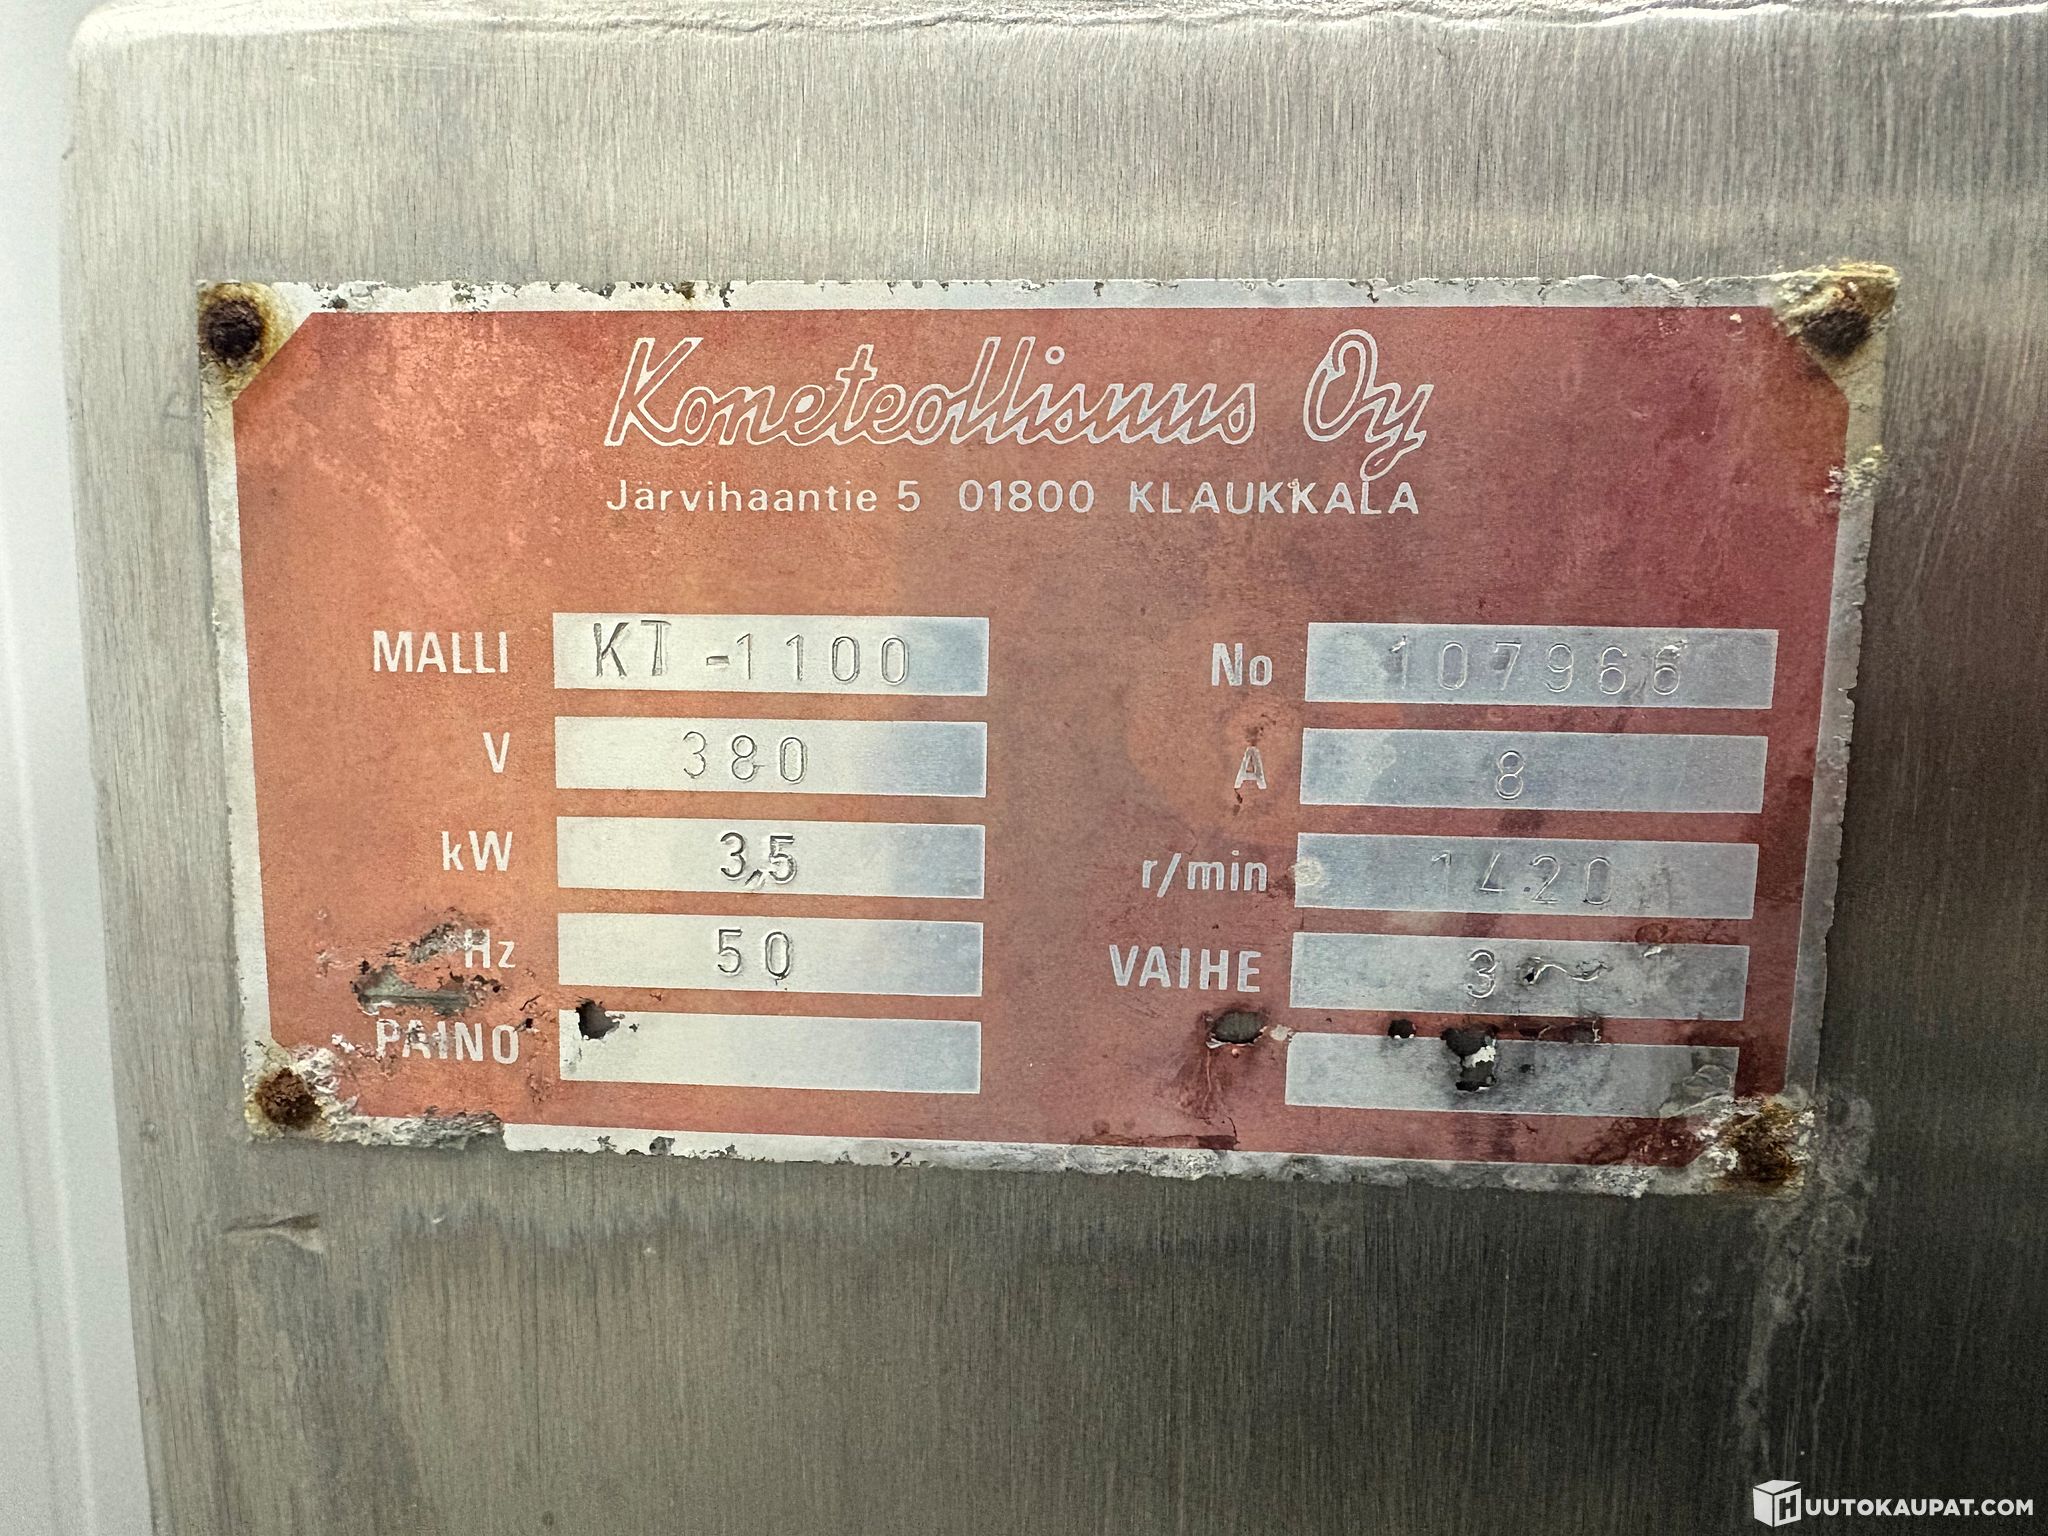 Koneteollisuus Oy
Järvihaantie 5 01800 KLAUKKALA
MALLI KT-1100 No 107966
V 380 A 8
kW 3,5 r/min 1420
Hz 50 VAIHE 3 ~
PAINO
HUUTOKAUPAT.COM